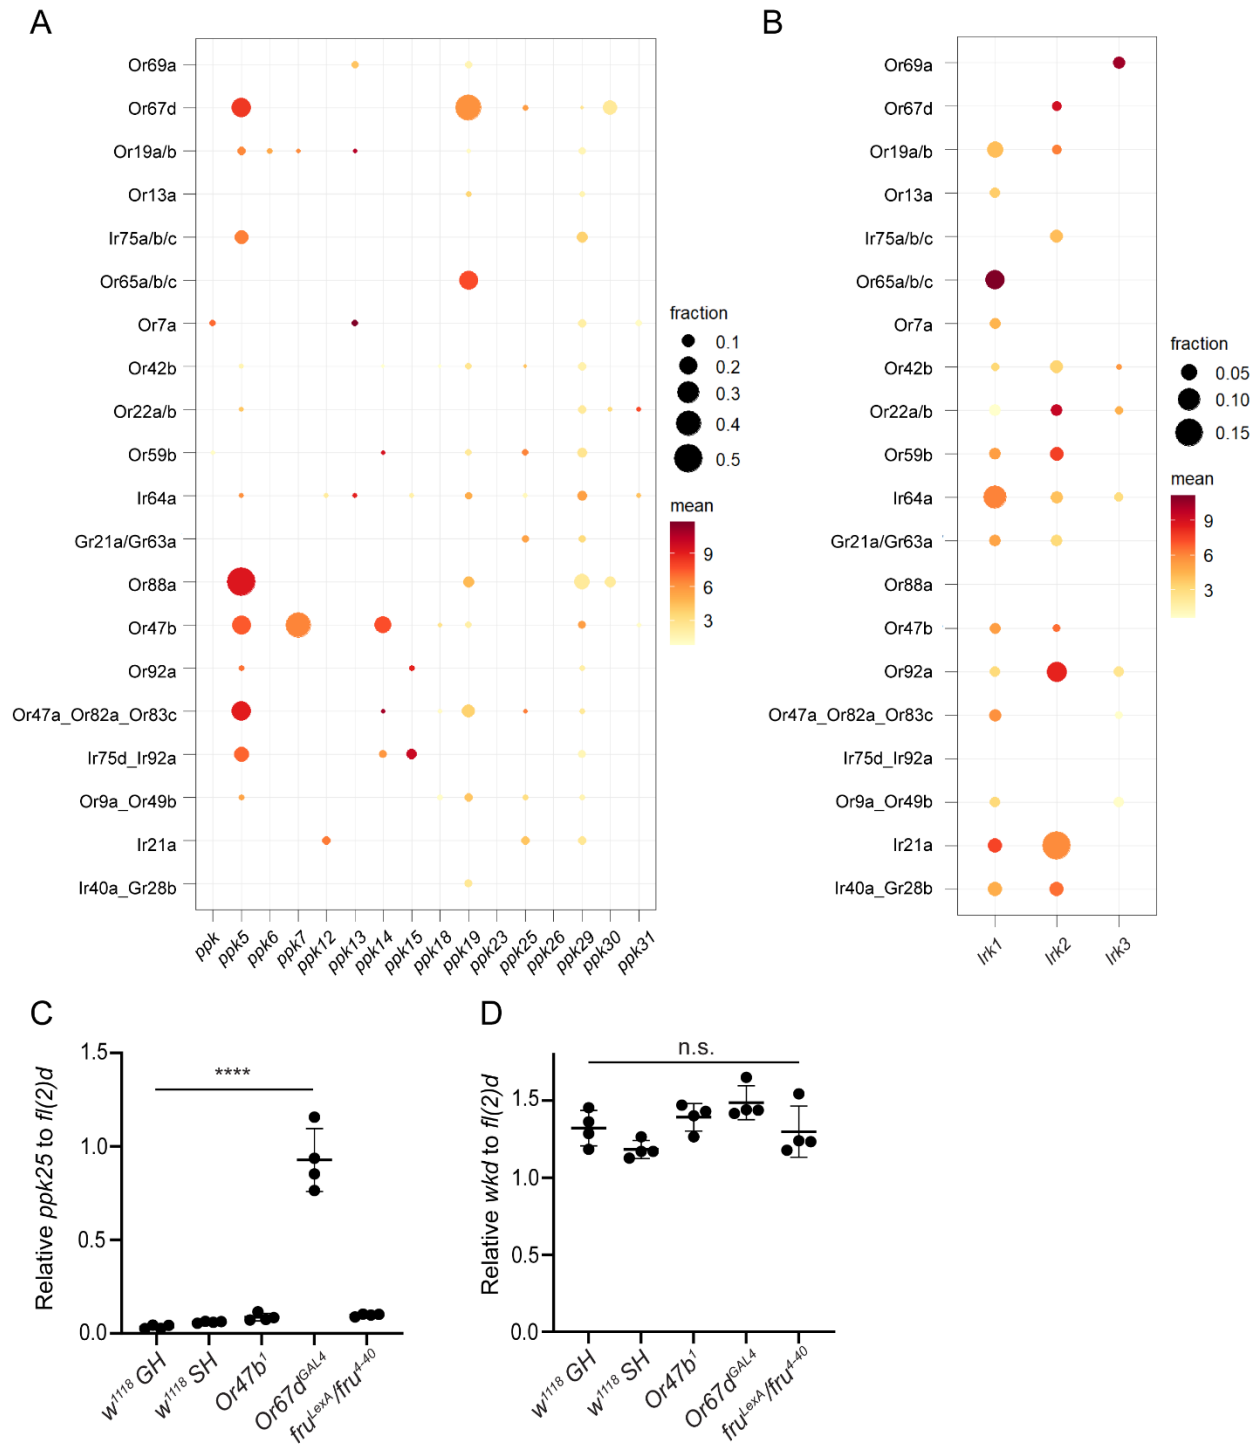 A
B
Or69a
Or67d
Or19a/b
Or13a
Ir75a/b/c
Or65a/b/c
Or7a
Or42b
Or22a/b
Or59b
Ir64a
Gr21a/Gr63a
Or88a
Or47b
Or92a
Or47a_Or82a_Or83c
Ir75d_Ir92a
Or9a_Or49b
Ir21a
Ir40a_Gr28b
ppk
ppk5
ppk6
ppk7
ppk12
ppk13
ppk14
ppk15
ppk18
ppk19
ppk23
ppk25
ppk26
ppk29
ppk30
ppk31
fraction
0.1
0.2
0.3
0.4
0.5
mean
9
6
3
Or69a
Or67d
Or19a/b
Or13a
Ir75a/b/c
Or65a/b/c
Or7a
Or42b
Or22a/b
Or59b
Ir64a
Gr21a/Gr63a
Or88a
Or47b
Or92a
Or47a_Or82a_Or83c
Ir75d_Ir92a
Or9a_Or49b
Ir21a
Ir40a_Gr28b
Irk1
Irk2
Irk3
fraction
0.05
0.10
0.15
mean
9
6
3
C
Relative ppk25 to fl(2)d
1.5
1.0
0.5
0.0
****
w1118 GH
w1118 SH
Or47b1
Or67dGAL4
fruLexA/fru4-40
D
Relative wkd to fl(2)d
1.5
1.0
0.5
0.0
n.s.
w1118 GH
w1118 SH
Or47b1
Or67dGAL4
fruLexA/fru4-40